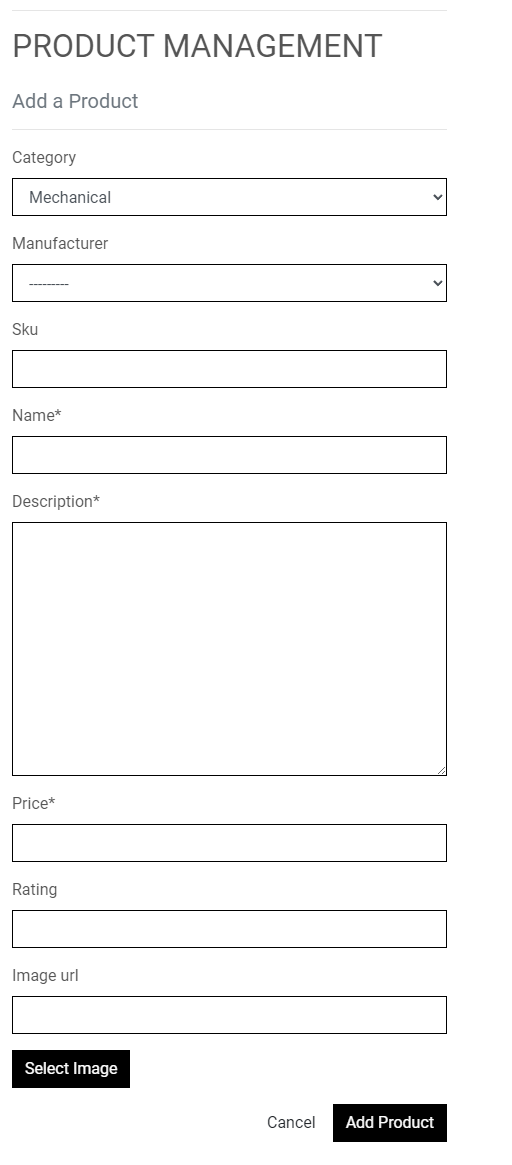 PRODUCT MANAGEMENT
Add a Product
Category
Mechanical
Manufacturer
---------
Sku
Name*
Description*
Price*
Rating
Image url
Select Image
Cancel Add Product